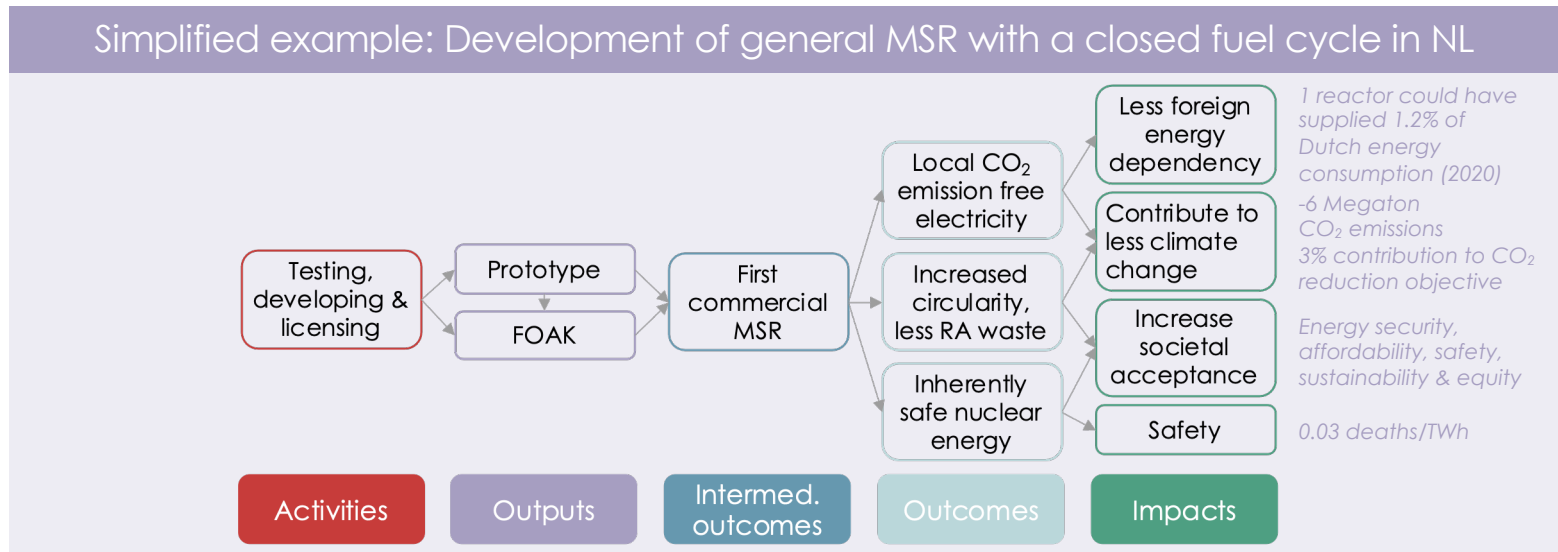 Simplified example: Development of general MSR with a closed fuel cycle in NL
Testing,
developing &
licensing
Prototype
FOAK
First
commercial
MSR
Local CO₂
emission free
electricity
Increased
circularity,
less RA waste
Inherently
safe nuclear
energy
Less foreign
energy
dependency
Contribute to
less climate
change
Increase
societal
acceptance
Safety
1 reactor could have
supplied 1.2% of
Dutch energy
consumption (2020)
-6 Megaton
CO₂ emissions
3% contribution to CO₂
reduction objective
Energy security,
affordability, safety,
sustainability & equity
0.03 deaths/TWh
Activities
Outputs
Intermed.
outcomes
Outcomes
Impacts